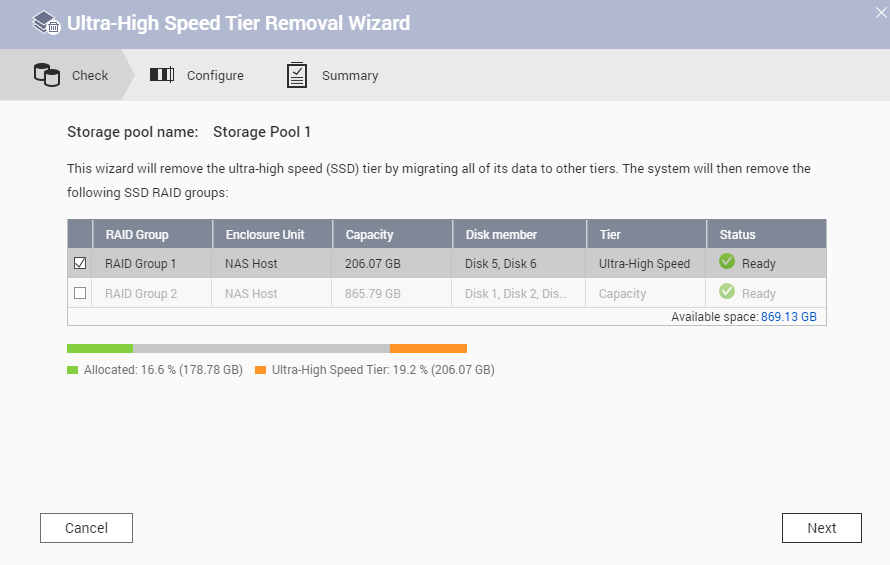 Ultra-High Speed Tier Removal Wizard
Check Configure Summary
Storage pool name: Storage Pool 1
This wizard will remove the ultra-high speed (SSD) tier by migrating all of its data to other tiers. The system will then remove the
following SSD RAID groups:
RAID Group Enclosure Unit Capacity Disk member Tier Status
RAID Group 1 NAS Host 206.07 GB Disk 5, Disk 6 Ultra-High Speed Ready
RAID Group 2 NAS Host 865.79 GB Disk 1, Disk 2, Dis... Capacity Ready
Available space: 869.13 GB
Allocated: 16.6 % (178.78 GB) Ultra-High Speed Tier: 19.2 % (206.07 GB)
Cancel Next